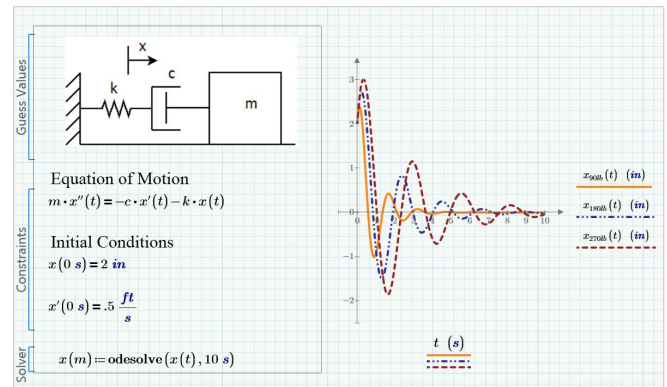 Guess Values
x
k
c
m
Equation of Motion
m·x′′(t)=−c·x′(t)−k·x(t)
Constraints
Initial Conditions
x(0 s)=2 in
x′(0 s)=.5 ft/s
Solver
x(m):=odesolve(x(t), 10 s)
3
2
1
0
−1
−2
0
2
3
4
5
6
7
8
9
10
t (s)
x90lb(t) (in)
x180lb(t) (in)
x270lb(t) (in)